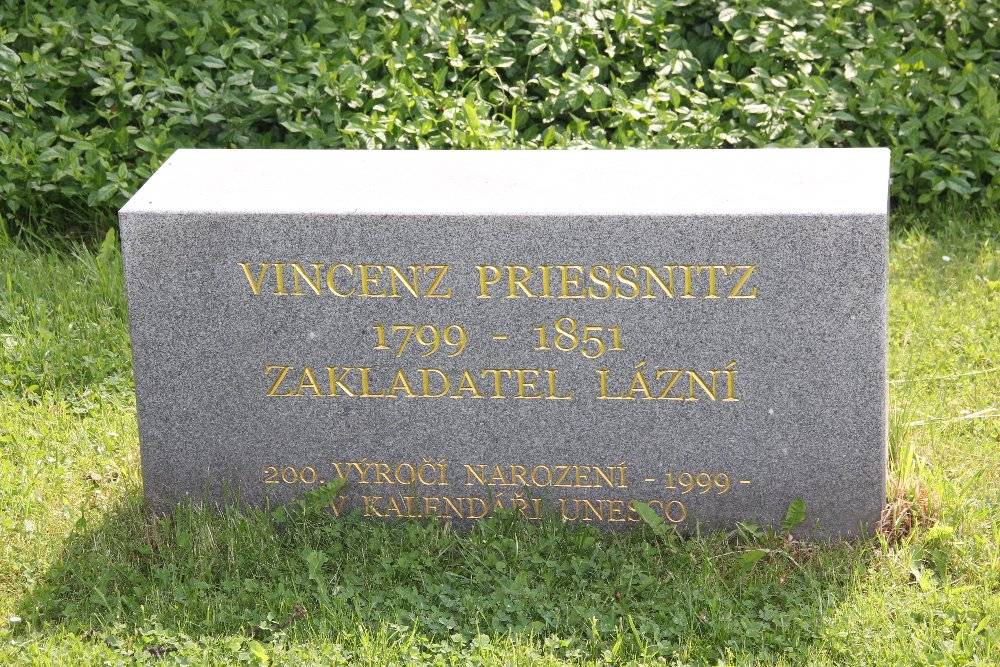 VINCENZ PRIESSNITZ
1799 - 1851
ZAKLADATEL LÁZNÍ
200. VÝROČÍ NAROZENÍ - 1999 -
V KALENDÁŘI UNESCO